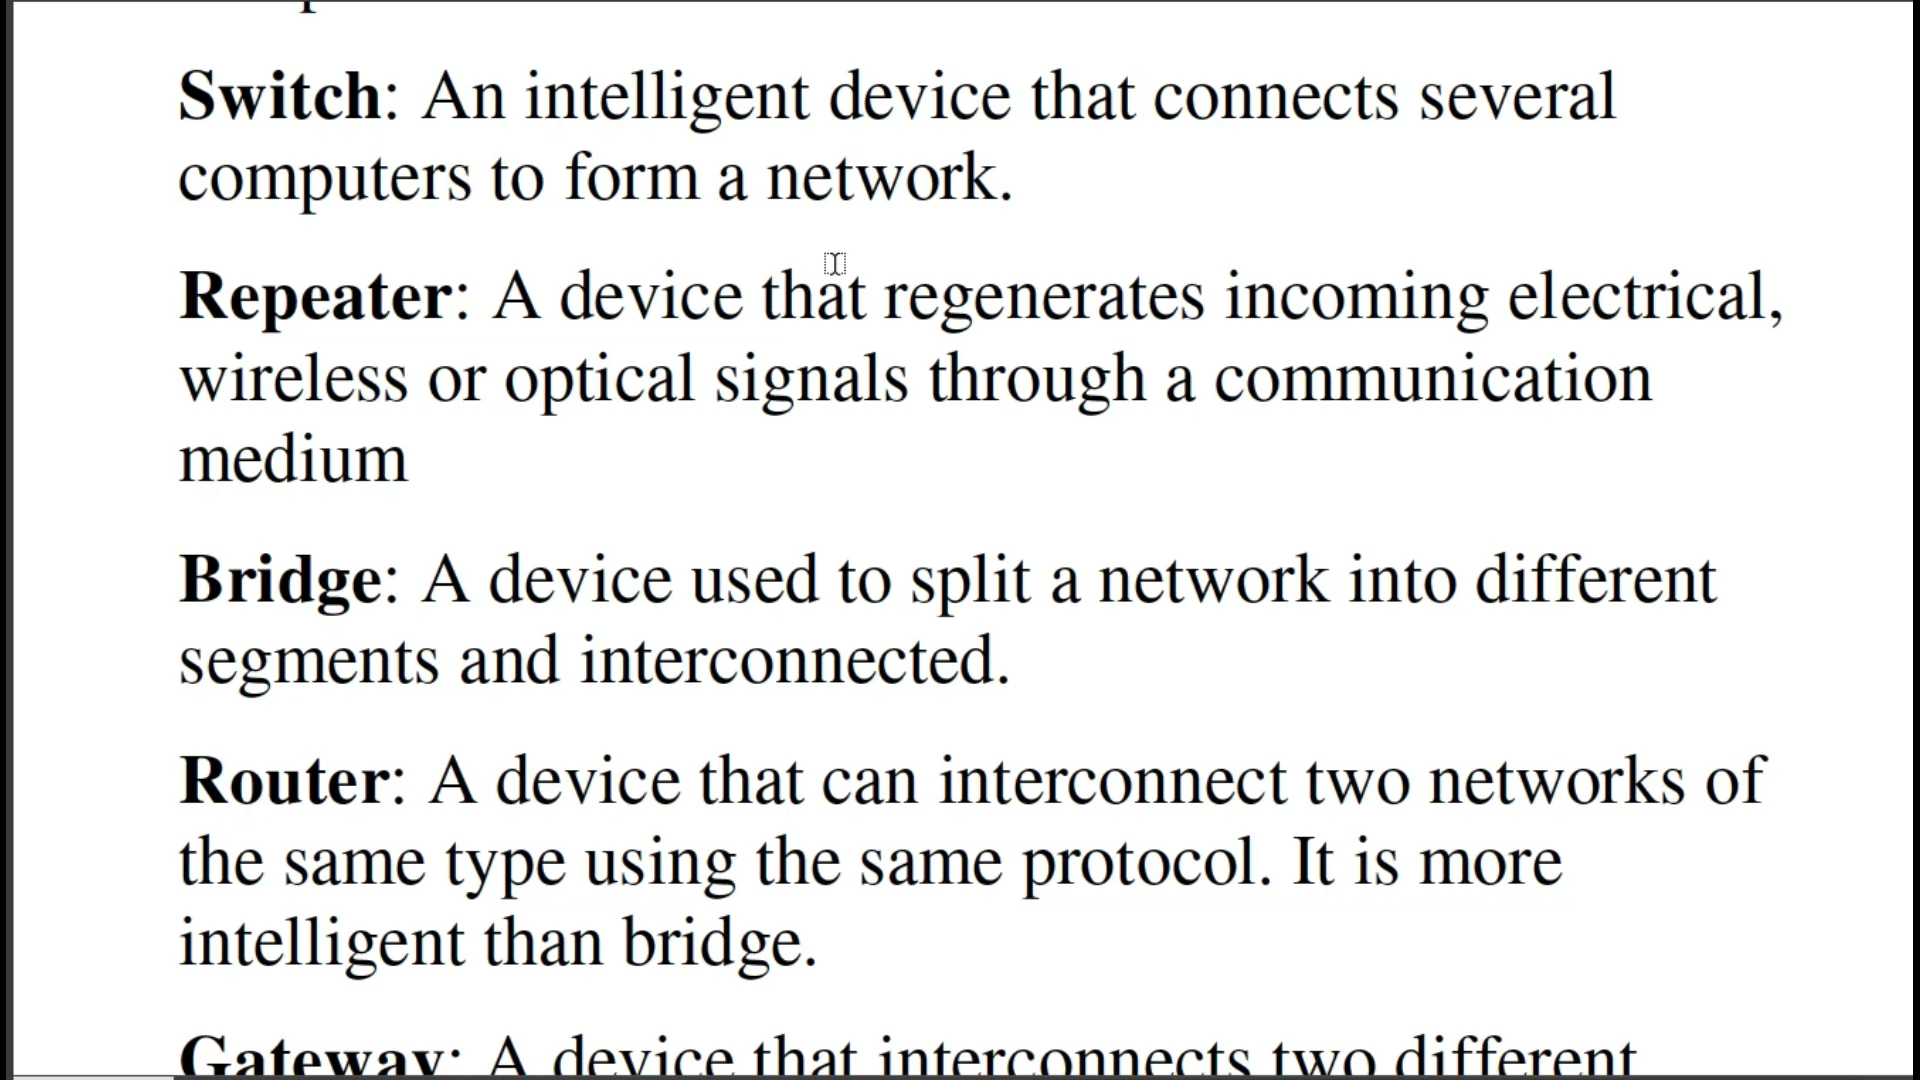 Switch: An intelligent device that connects several
computers to form a network.
Repeater: A device that regenerates incoming electrical,
wireless or optical signals through a communication
medium
Bridge: A device used to split a network into different
segments and interconnected.
Router: A device that can interconnect two networks of
the same type using the same protocol. It is more
intelligent than bridge.
Gateway: A device that interconnects two different